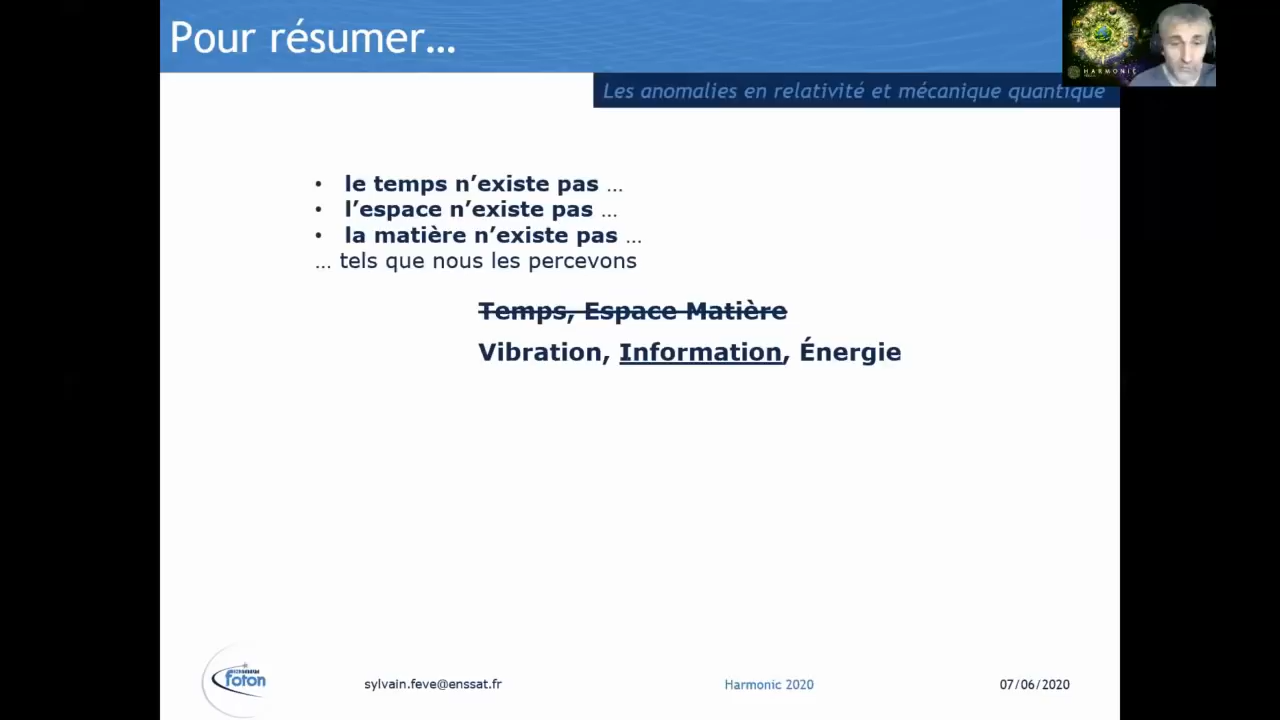 Pour résumer...
HARMONIC
Les anomalies en relativité et mécanique quantique
• le temps n’existe pas ...
• l’espace n’existe pas ...
• la matière n’existe pas ...
... tels que nous les percevons
Temps, Espace Matière
Vibration, Information, Énergie
foton
sylvain.feve@enssat.fr
Harmonic 2020
07/06/2020